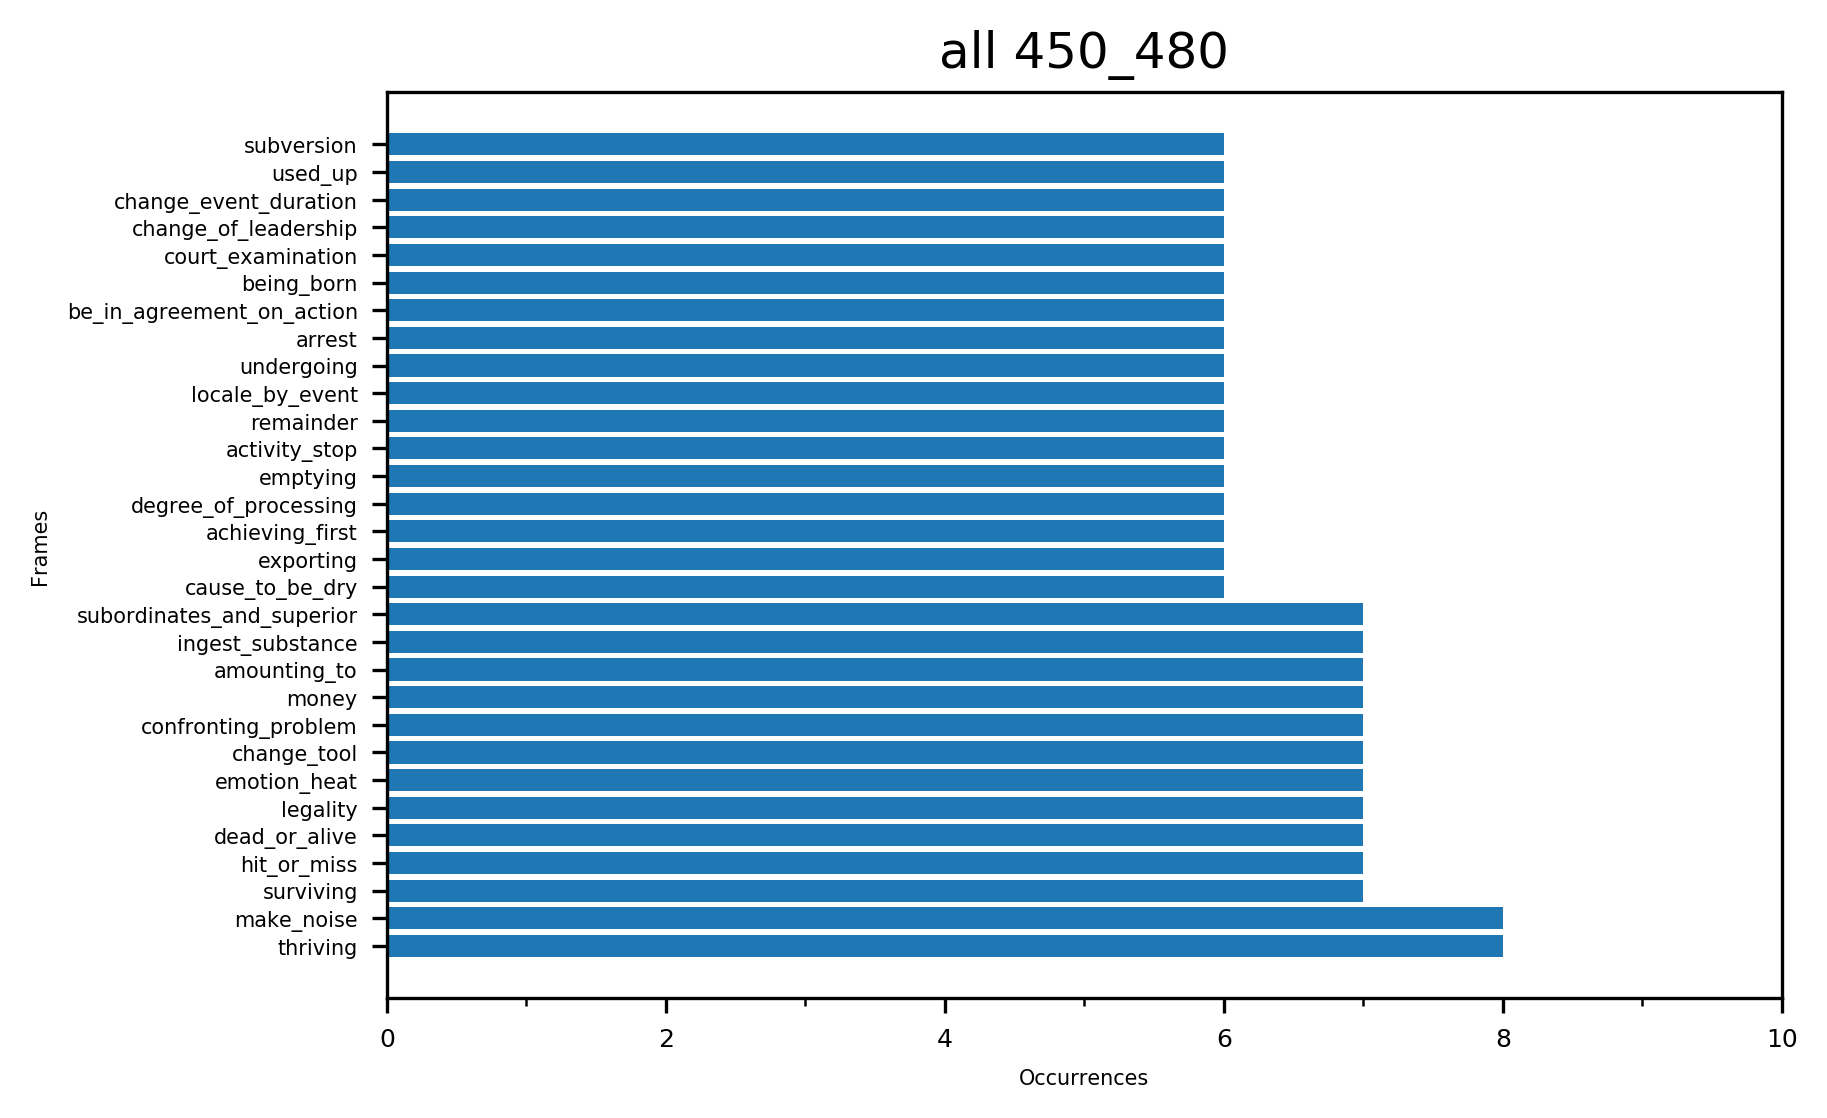 all 450_480
subversion
used_up
change_event_duration
change_of_leadership
court_examination
being_born
be_in_agreement_on_action
arrest
undergoing
locale_by_event
remainder
activity_stop
emptying
degree_of_processing
achieving_first
exporting
cause_to_be_dry
subordinates_and_superior
ingest_substance
amounting_to
money
confronting_problem
change_tool
emotion_heat
legality
dead_or_alive
hit_or_miss
surviving
make_noise
thriving
Frames
0 2 4 6 8 10
Occurrences